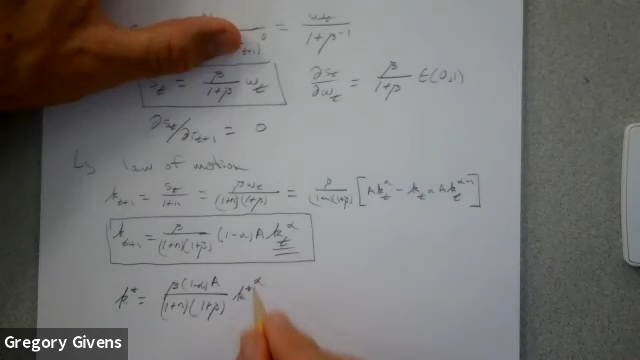 = w_t / (1+β^{-1})
s_t = β/(1+β) w_t    ∂s_t/∂w_t = β/(1+β) ∈ (0,1)
∂s_t/∂r_{t+1} = 0
↳ law of motion
k_{t+1} = s_t/(1+n) = βw_t/((1+n)(1+β)) = β/((1+n)(1+β)) [Ak_t^α - k_t αAk_t^{α-1}]
k_{t+1} = β/((1+n)(1+β)) (1-α) A k_t^α
k* = β(1-α)A/((1+n)(1+β)) k*^α
Gregory Givens